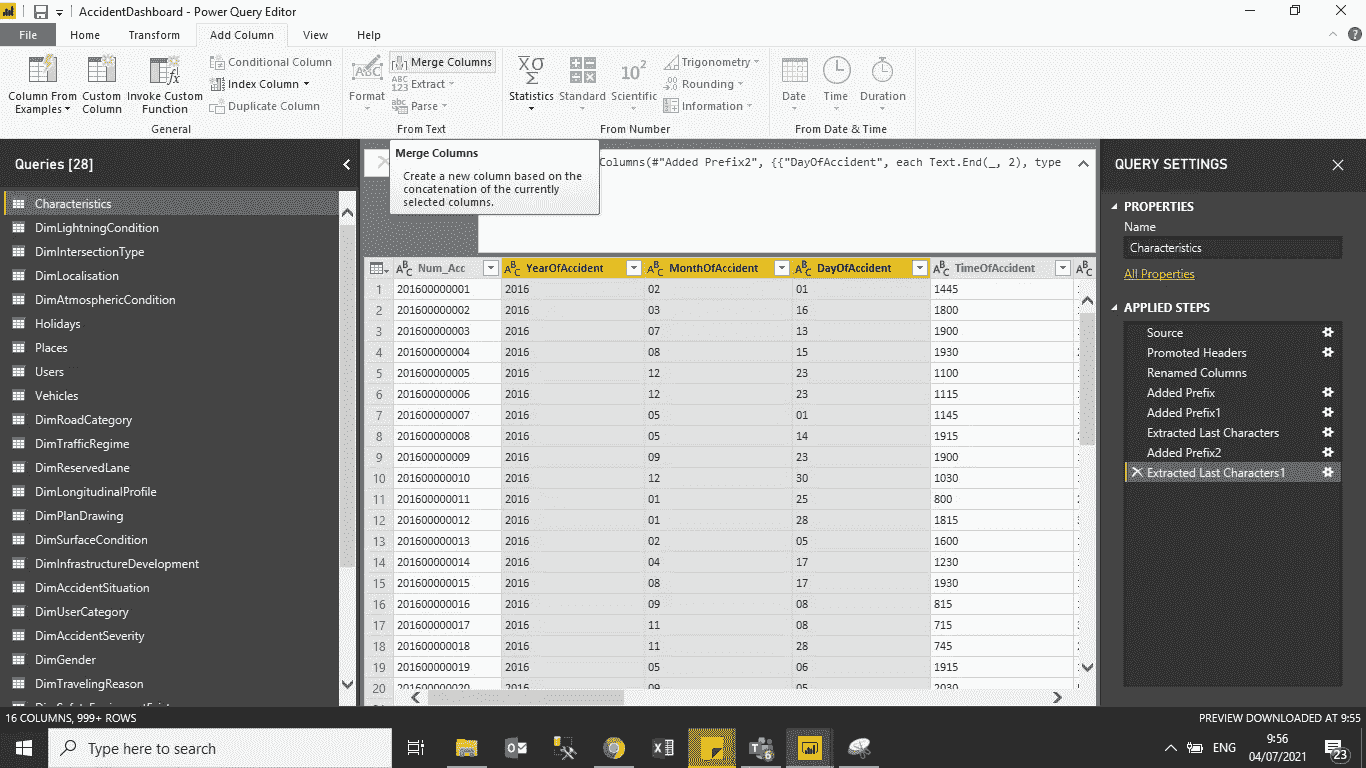 AccidentDashboard - Power Query Editor
File Home Transform Add Column View Help
Column From Examples
Custom Column
Invoke Custom Function
Conditional Column
Index Column
Duplicate Column
General
ABC
Format
Merge Columns
ABC 123 Extract
abc Parse
From Text
XΣ
Statistics
Standard
10²
Scientific
Trigonometry
Rounding
Information
From Number
Date
Time
Duration
From Date & Time
Queries [28]
Merge Columns
Create a new column based on the
concatenation of the currently
selected columns.
Columns(#"Added Prefix2", {{"DayOfAccident", each Text.End(_, 2), type
Characteristics
DimLightningCondition
DimIntersectionType
DimLocalisation
DimAtmosphericCondition
Holidays
Places
Users
Vehicles
DimRoadCategory
DimTrafficRegime
DimReservedLane
DimLongitudinalProfile
DimPlanDrawing
DimSurfaceCondition
DimInfrastructureDevelopment
DimAccidentSituation
DimUserCategory
DimAccidentSeverity
DimGender
DimTravelingReason
ABC Num_Acc ABC YearOfAccident ABC MonthOfAccident ABC DayOfAccident ABC TimeOfAccident ABC
1 201600000001 2016 02 01 1445
2 201600000002 2016 03 16 1800
3 201600000003 2016 07 13 1900
4 201600000004 2016 08 15 1930
5 201600000005 2016 12 23 1100
6 201600000006 2016 12 23 1115
7 201600000007 2016 05 01 1145
8 201600000008 2016 05 14 1915
9 201600000009 2016 09 23 1900
10 201600000010 2016 12 30 1030
11 201600000011 2016 01 25 800
12 201600000012 2016 01 28 1815
13 201600000013 2016 02 05 1600
14 201600000014 2016 04 17 1230
15 201600000015 2016 08 17 1930
16 201600000016 2016 09 08 815
17 201600000017 2016 11 08 715
18 201600000018 2016 11 28 745
19 201600000019 2016 05 06 1915
20 201600000020 2016 09 05 2030
QUERY SETTINGS
PROPERTIES
Name
Characteristics
All Properties
APPLIED STEPS
Source
Promoted Headers
Renamed Columns
Added Prefix
Added Prefix1
Extracted Last Characters
Added Prefix2
Extracted Last Characters1
16 COLUMNS, 999+ ROWS
PREVIEW DOWNLOADED AT 9:55
Type here to search
ENG
9:56
04/07/2021
23